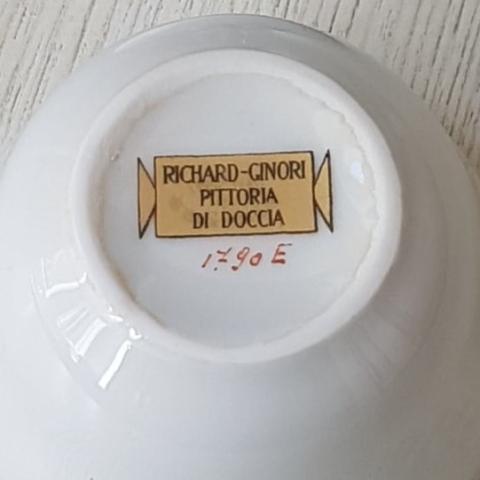 RICHARD-GINORI
PITTORIA
DI DOCCIA
1790 E